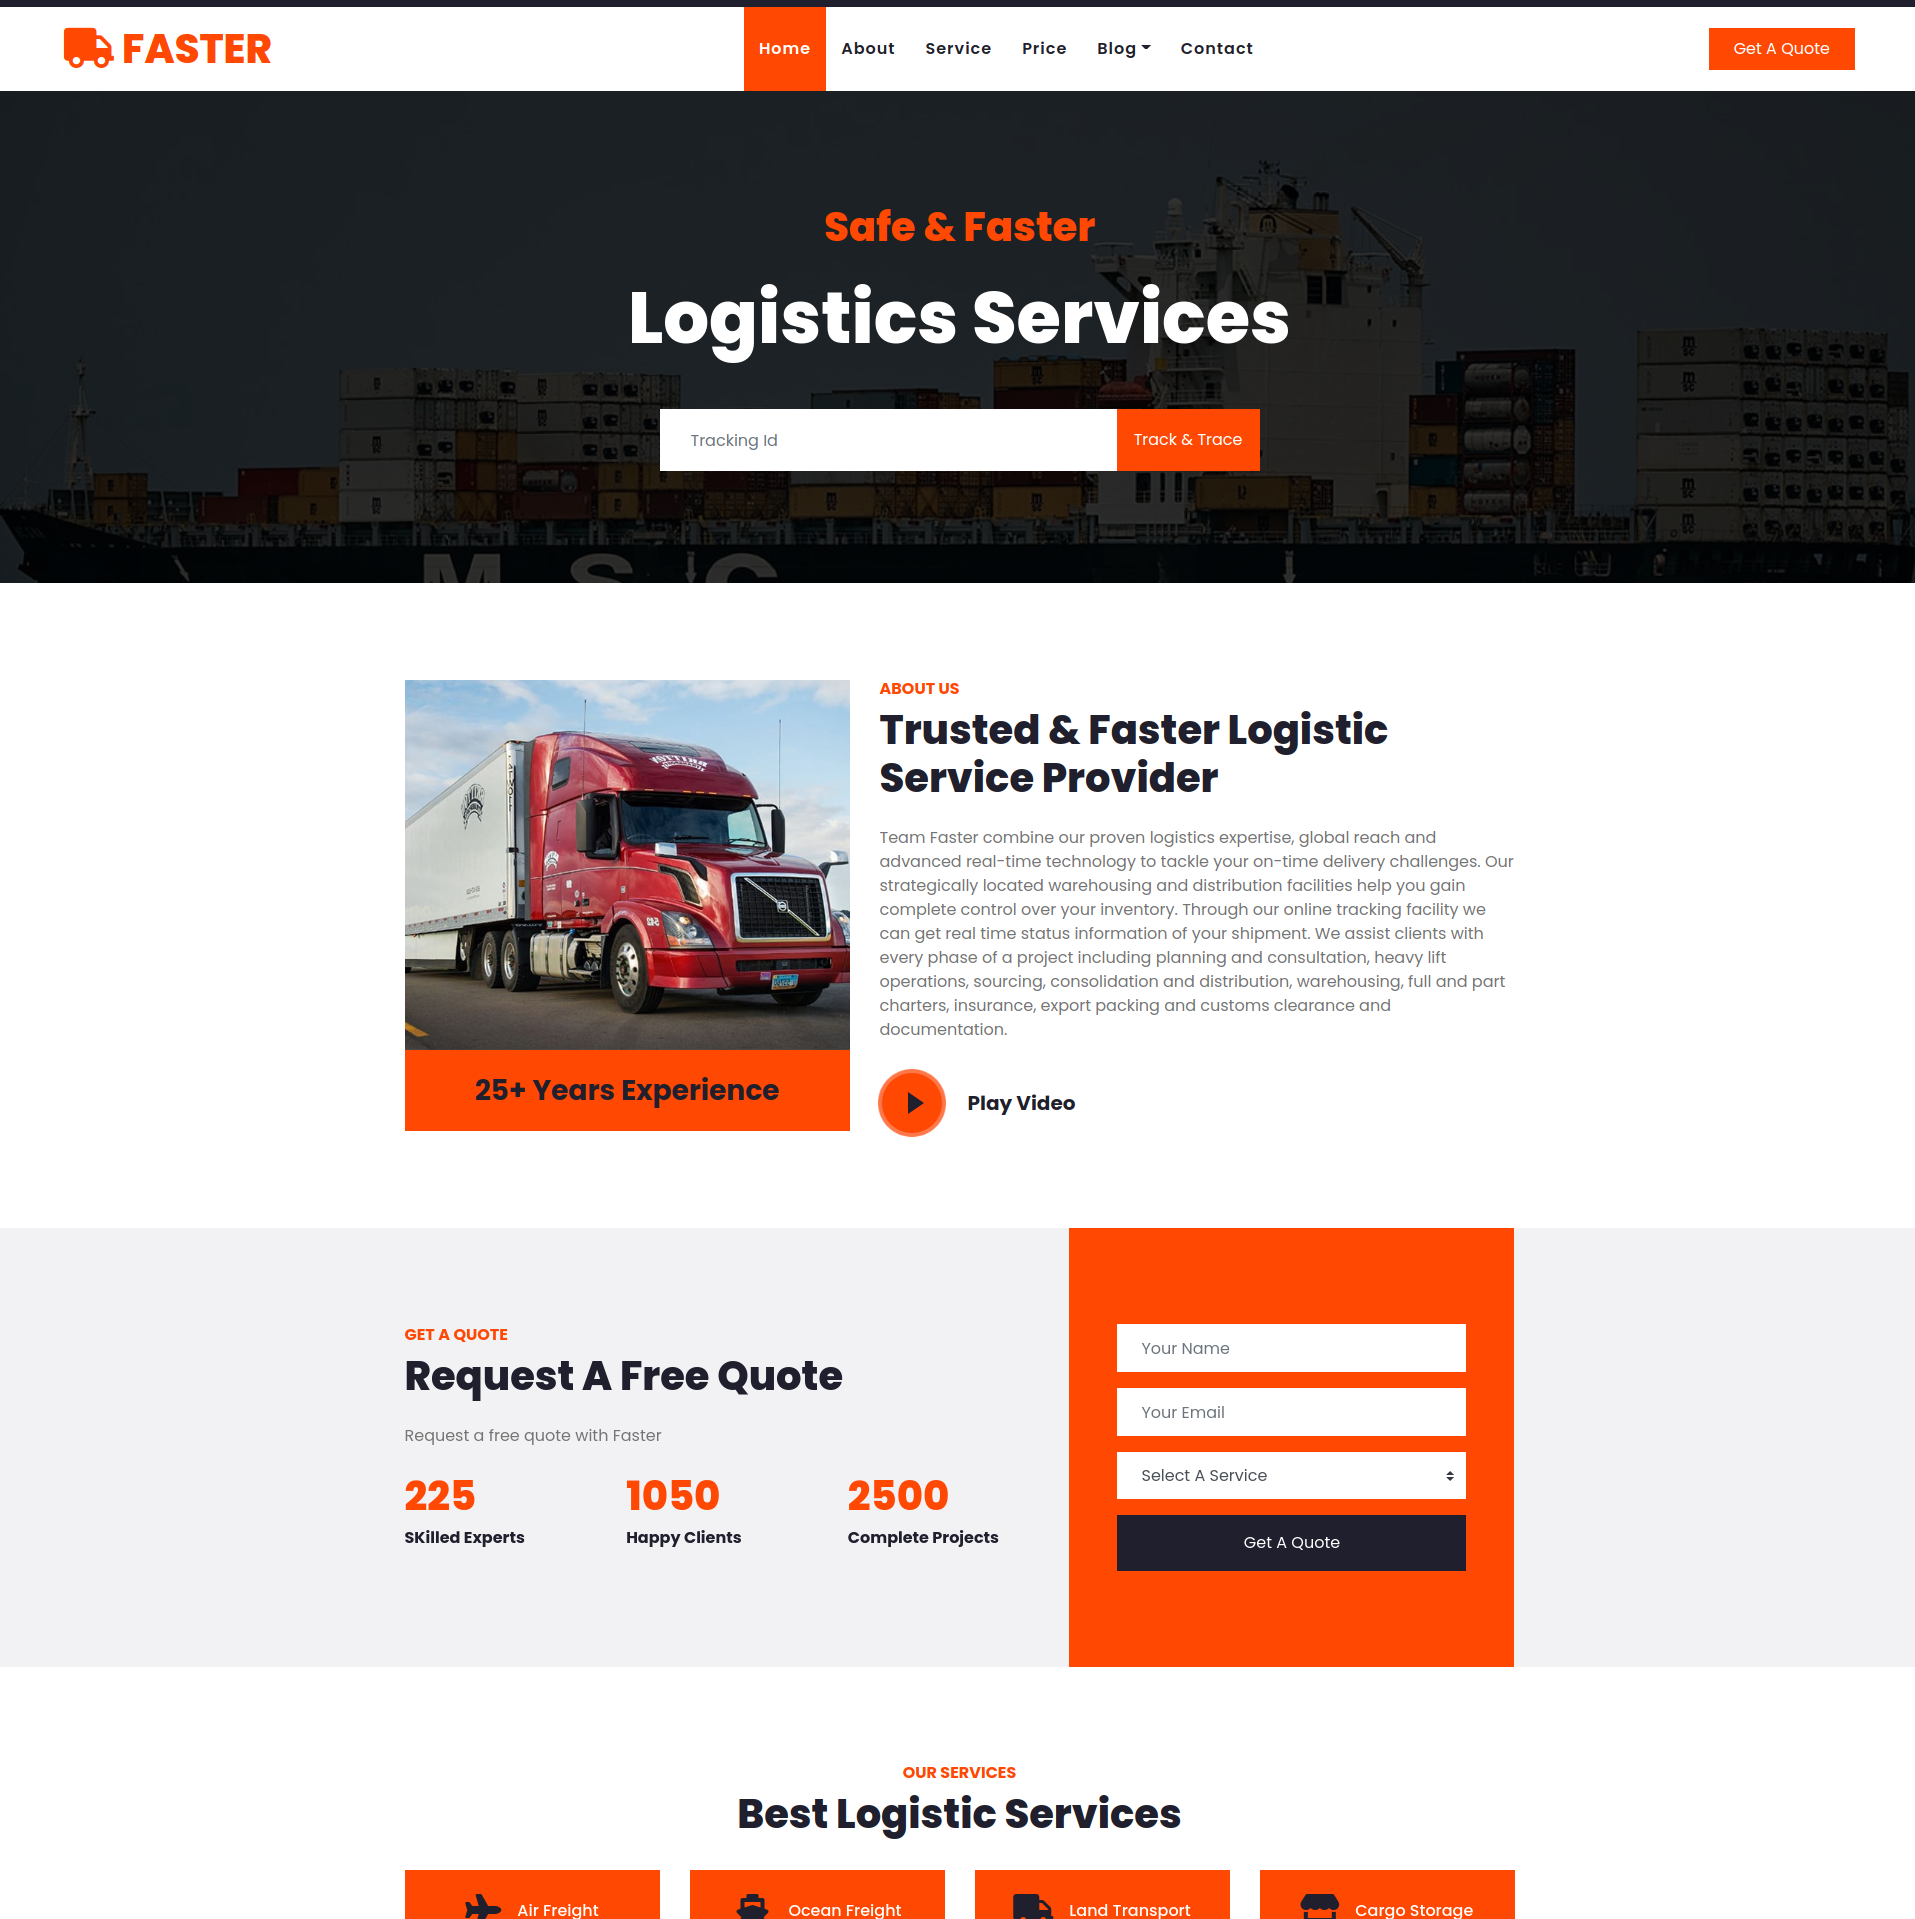 FASTER
Home About Service Price Blog Contact
Get A Quote
Safe & Faster
Logistics Services
Tracking Id
Track & Trace
M S C
ABOUT US
Trusted & Faster Logistic
Service Provider
Team Faster combine our proven logistics expertise, global reach and
advanced real-time technology to tackle your on-time delivery challenges. Our
strategically located warehousing and distribution facilities help you gain
complete control over your inventory. Through our online tracking facility we
can get real time status information of your shipment. We assist clients with
every phase of a project including planning and consultation, heavy lift
operations, sourcing, consolidation and distribution, warehousing, full and part
charters, insurance, export packing and customs clearance and
documentation.
25+ Years Experience
Play Video
GET A QUOTE
Request A Free Quote
Request a free quote with Faster
225
SKilled Experts
1050
Happy Clients
2500
Complete Projects
Your Name
Your Email
Select A Service
Get A Quote
OUR SERVICES
Best Logistic Services
Air Freight
Ocean Freight
Land Transport
Cargo Storage